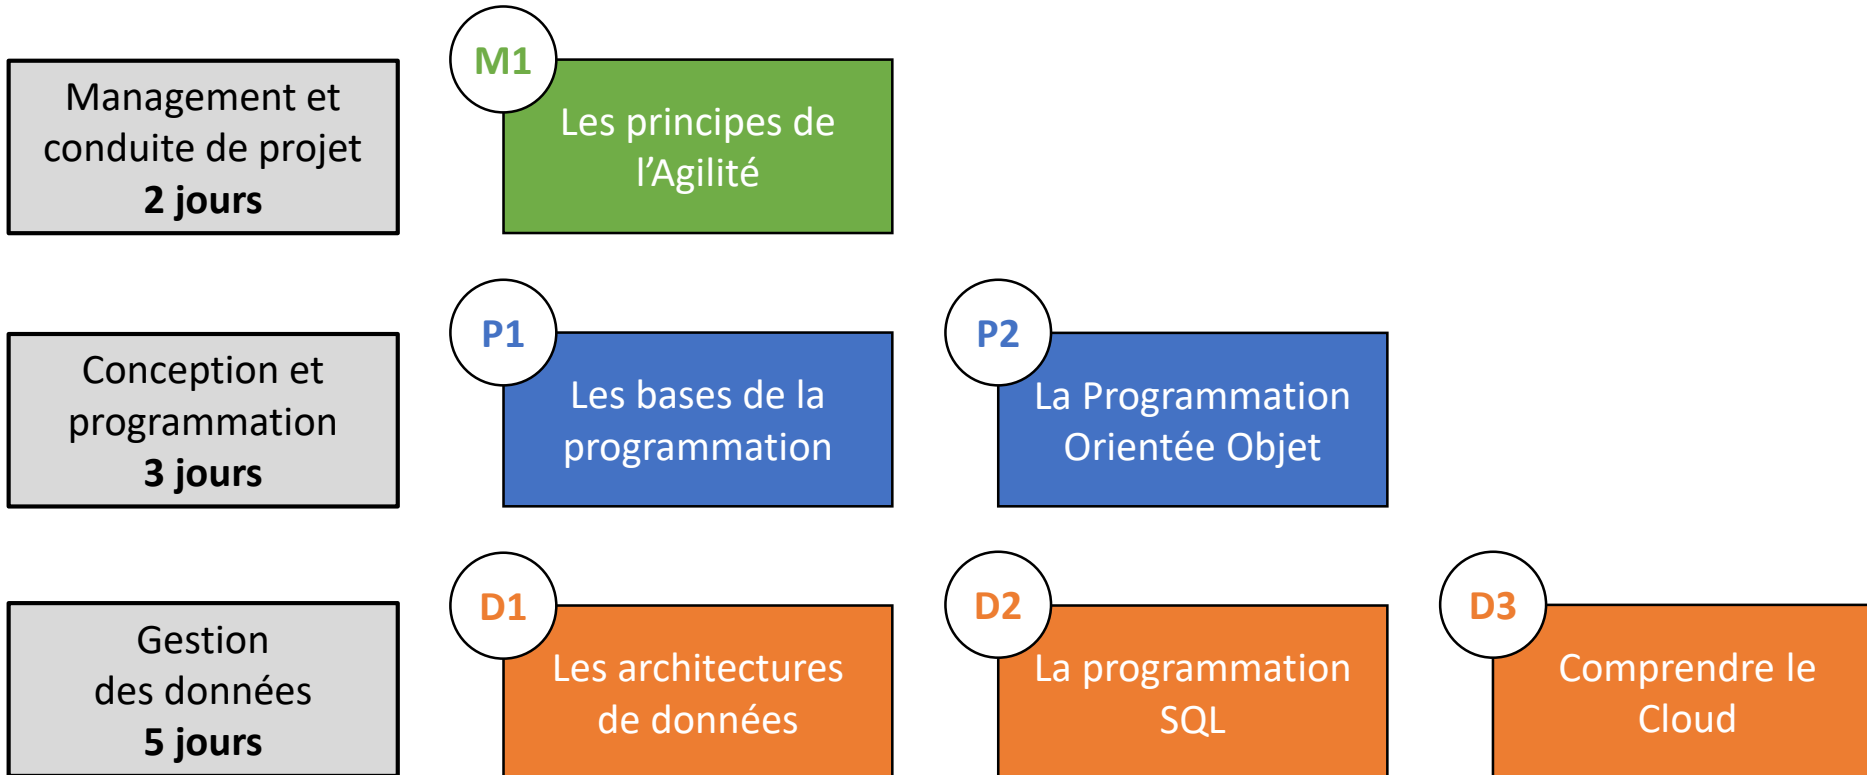 Management et
conduite de projet
2 jours
M1
Les principes de
l’Agilité
Conception et
programmation
3 jours
P1
Les bases de la
programmation
P2
La Programmation
Orientée Objet
Gestion
des données
5 jours
D1
Les architectures
de données
D2
La programmation
SQL
D3
Comprendre le
Cloud